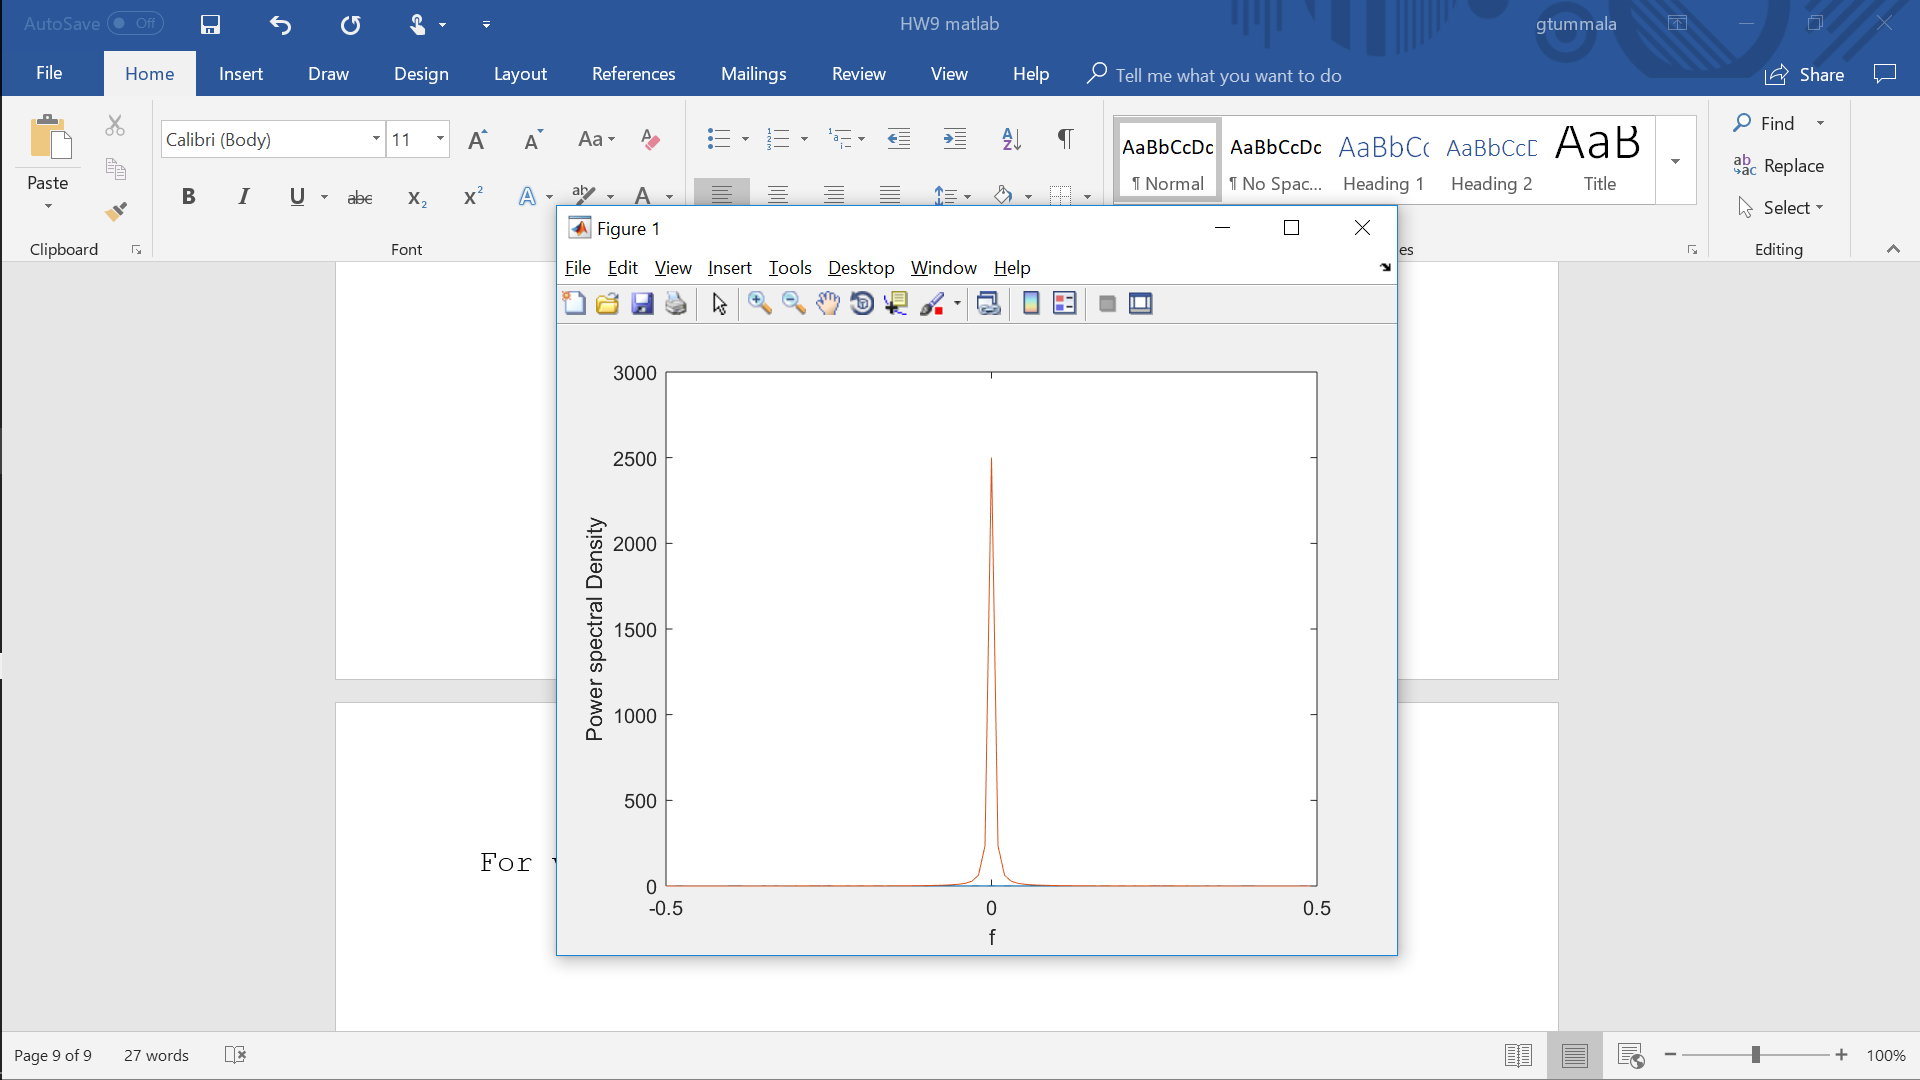 AutoSave Off HW9 matlab gtummala
File Home Insert Draw Design Layout References Mailings Review View Help Tell me what you want to do Share
Paste
Clipboard
Calibri (Body) 11
Font
AaBbCcDc AaBbCcDc AaBbCc AaBbCcD AaB
¶ Normal ¶ No Spac... Heading 1 Heading 2 Title
es
Find
Replace
Select
Editing
Figure 1
File Edit View Insert Tools Desktop Window Help
3000
2500
2000
1500
1000
500
0
Power spectral Density
-0.5 0 0.5
f
For
Page 9 of 9 27 words 100%